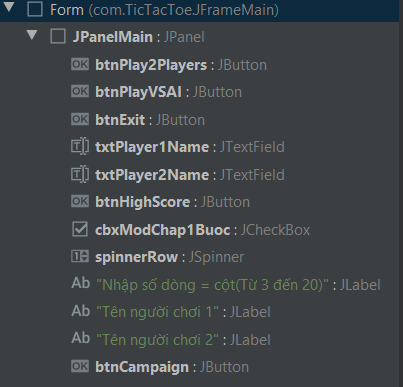 Form (com.TicTacToe.JFrameMain)
JPanelMain : JPanel
OK btnPlay2Players : JButton
OK btnPlayVSAI : JButton
OK btnExit : JButton
T txtPlayer1Name : JTextField
T txtPlayer2Name : JTextField
OK btnHighScore : JButton
cbxModChap1Buoc : JCheckBox
1 spinnerRow : JSpinner
Ab "Nhập số dòng = cột(Từ 3 đến 20)" : JLabel
Ab "Tên người chơi 1" : JLabel
Ab "Tên người chơi 2" : JLabel
OK btnCampaign : JButton